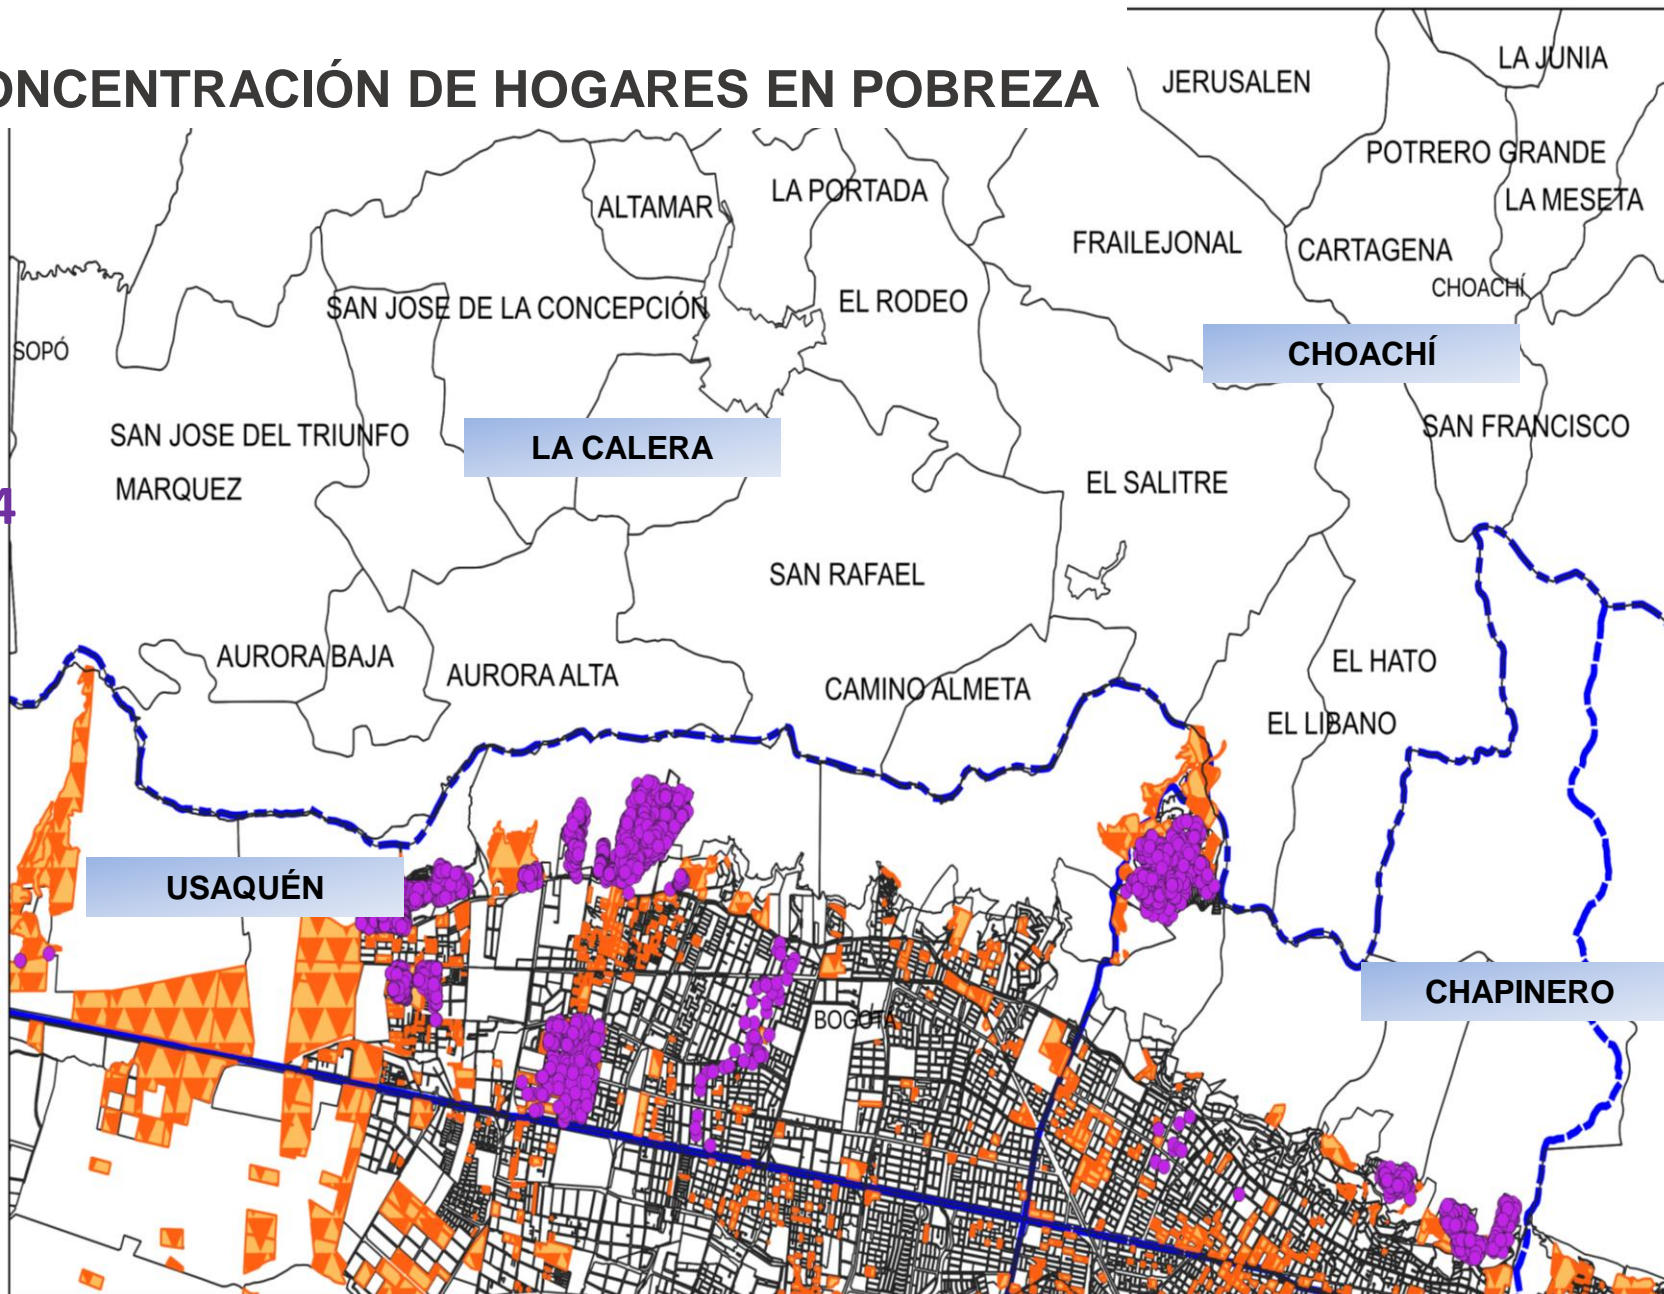 LA JUNIA
JERUSALEN
ONCENTRACIÓN DE HOGARES EN POBREZA
POTRERO GRANDE
LA PORTADA
ALTAMAR
LA MESETA
FRAILEJONAL
CARTAGENA
CHOACHÍ
SAN JOSE DE LA CONCEPCIÓN
EL RODEO
SOPÓ
CHOACHÍ
SAN JOSE DEL TRIUNFO
LA CALERA
SAN FRANCISCO
MARQUEZ
EL SALITRE
4
SAN RAFAEL
AURORA BAJA
AURORA ALTA
CAMINO ALMETA
EL HATO
EL LIBANO
USAQUÉN
CHAPINERO
BOGOTÁ